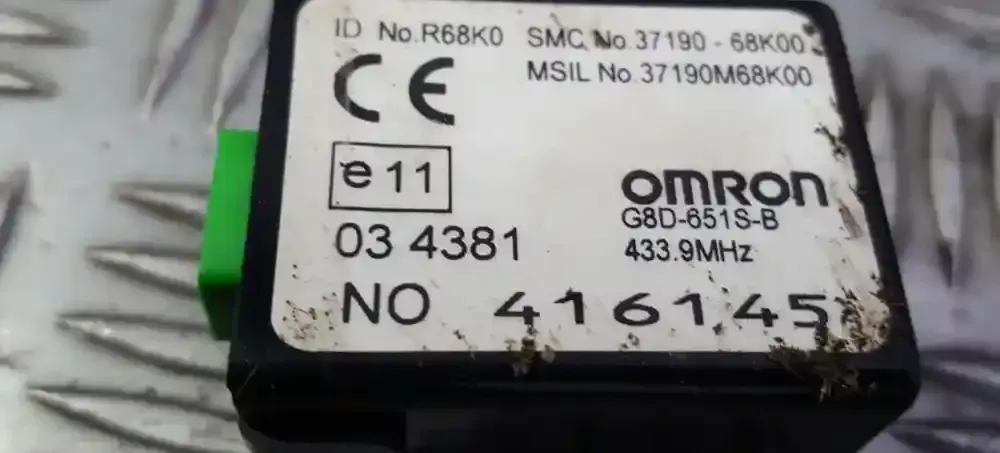 ID No.R68K0 SMC No.37190-68K00
MSIL No.37190M68K00
CE
e11
OMRON
G8D-651S-B
03 4381
433.9MHz
NO 416145